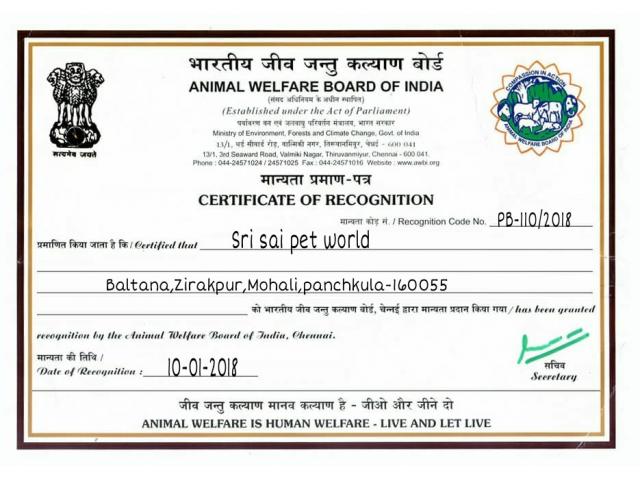 भारतीय जीव जन्तु कल्याण बोर्ड
ANIMAL WELFARE BOARD OF INDIA
(संसद अधिनियम के अधीन स्थापित)
(Established under the Act of Parliament)
पर्यावरण वन एवं जलवायु परिवर्तन मंत्रालय, भारत सरकार
Ministry of Environment, Forests and Climate Change, Govt. of India
13/1, थर्ड सीवार्ड रोड, वाल्मिकी नगर, तिरुवान्मियूर, चेन्नई - 600 041
13/1, 3rd Seaward Road, Valmiki Nagar, Thiruvanmiyur, Chennai - 600 041.
Phone : 044-24571024 / 24571025 Fax : 044-24571016 Website : www.awbi.org
सत्यमेव जयते
COMPASSION IN ACTION
ANIMAL WELFARE BOARD OF INDIA
मान्यता प्रमाण-पत्र
CERTIFICATE OF RECOGNITION
मान्यता कोड़ सं. / Recognition Code No. PB-110/2018
प्रमाणित किया जाता है कि / Certified that Sri sai pet world
Baltana,Zirakpur,Mohali,panchkula-160055
को भारतीय जीव जन्तु कल्याण बोर्ड, चेन्नई द्वारा मान्यता प्रदान किया गया / has been granted
recognition by the Animal Welfare Board of India, Chennai.
मान्यता की तिथि /
Date of Recognition : 10-01-2018
सचिव
Secretary
जीव जन्तु कल्याण मानव कल्याण है - जीओ और जीने दो
ANIMAL WELFARE IS HUMAN WELFARE - LIVE AND LET LIVE